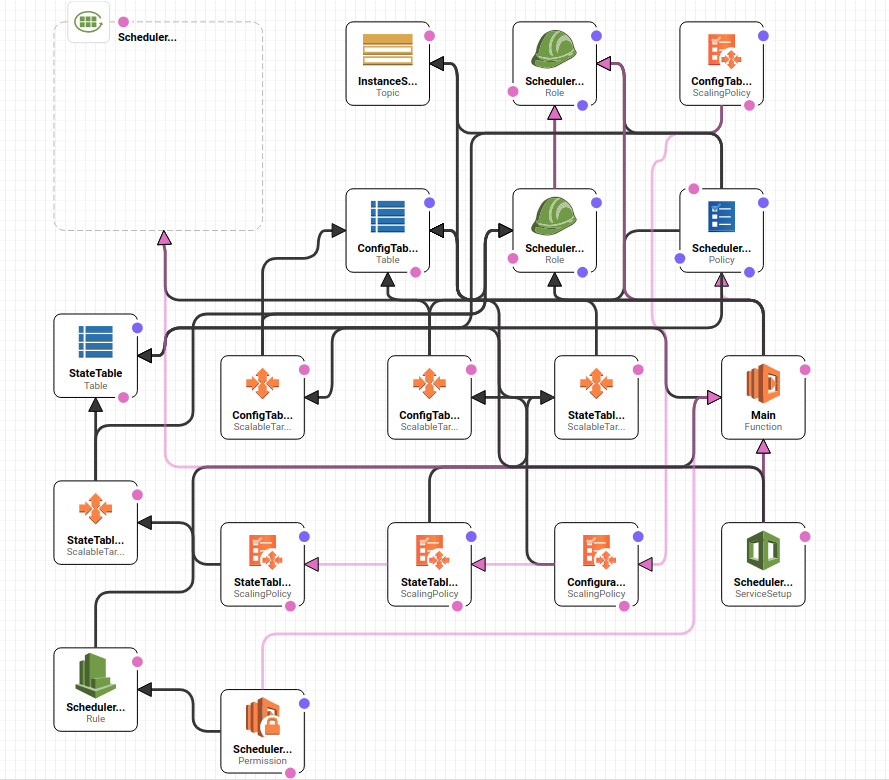 Scheduler...
InstanceS...
Topic
Scheduler...
Role
ConfigTab...
ScalingPolicy
ConfigTab...
Table
Scheduler...
Role
Scheduler...
Policy
StateTable
Table
ConfigTab...
ScalableTar...
ConfigTab...
ScalableTar...
StateTabl...
ScalableTar...
Main
Function
StateTabl...
ScalableTar...
StateTabl...
ScalingPolicy
StateTabl...
ScalingPolicy
Configura...
ScalingPolicy
Scheduler...
ServiceSetup
Scheduler...
Rule
Scheduler...
Permission